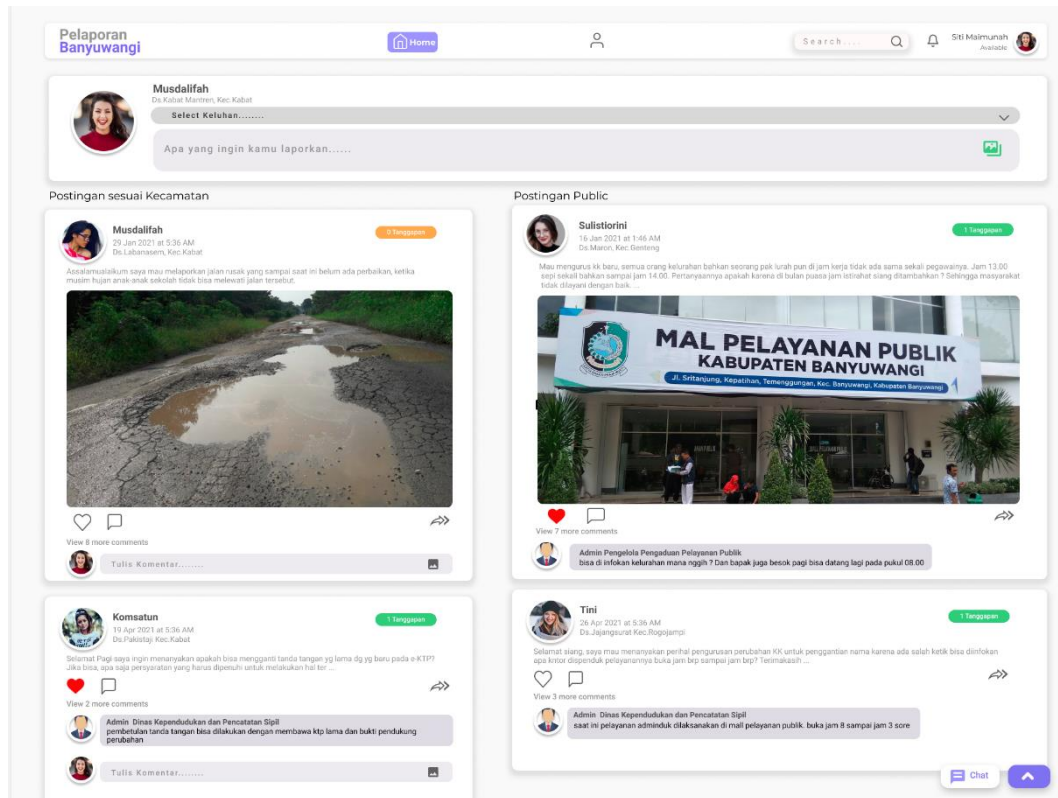 Pelaporan
Banyuwangi
Home
Search....
Siti Maimunah
Available
Musdalifah
Ds.Kabat Mantren, Kec.Kabat
Select Keluhan........
Apa yang ingin kamu laporkan......
Postingan sesuai Kecamatan
Musdalifah
29 Jan 2021 at 5:36 AM
Ds.Labanasem, Kec.Kabat
0 Tanggapan
Assalamualaikum saya mau melaporkan jalan rusak yang sampai saat ini belum ada perbaikan, ketika
musim hujan anak-anak sekolah tidak bisa melewati jalan tersebut.
View 8 more comments
Tulis Komentar........
Komsatun
19 Apr 2021 at 5:36 AM
Ds.Pakistaji Kec.Kabat
1 Tanggapan
Selamat Pagi saya ingin menanyakan apakah bisa mengganti tanda tangan yg lama dg yg baru pada e-KTP?
Jika bisa, apa saja persyaratan yang harus dipenuhi untuk melakukan hal ter ...
View 2 more comments
Admin Dinas Kependudukan dan Pencatatan Sipil
pembetulan tanda tangan bisa dilakukan dengan membawa ktp lama dan bukti pendukung
perubahan
Tulis Komentar........
Postingan Public
Sulistiorini
16 Jan 2021 at 1:46 AM
Ds.Maron, Kec.Genteng
1 Tanggapan
Mau mengurus kk baru, semua orang kelurahan bahkan seorang pak lurah pun di jam kerja tidak ada sama sekali pegawainya. Jam 13.00
sepi sekali bahkan sampai jam 14.00. Pertanyaannya apakah karena di bulan puasa jam istirahat siang ditambahkan ? Sehingga masyarakat
tidak dilayani dengan baik. ...
MAL PELAYANAN PUBLIK
KABUPATEN BANYUWANGI
Jl. Sritanjung, Kepatihan, Temenggungan, Kec. Banyuwangi, Kabupaten Banyuwangi
View 7 more comments
Admin Pengelola Pengaduan Pelayanan Publik
bisa di infokan kelurahan mana nggih ? Dan bapak juga besok pagi bisa datang lagi pada pukul 08.00
Tini
26 Apr 2021 at 5:36 AM
Ds.Jajangsurat Kec.Rogojampi
1 Tanggapan
Selamat siang, saya mau menanyakan perihal pengurusan perubahan KK untuk penggantian nama karena ada salah ketik bisa diinfokan
apa kntor dispenduk pelayanannya buka jam brp sampai jam brp? Terimakasih ...
View 3 more comments
Admin Dinas Kependudukan dan Pencatatan Sipil
saat ini pelayanan adminduk dilaksanakan di mall pelayanan publik. buka jam 8 sampai jam 3 sore
Chat